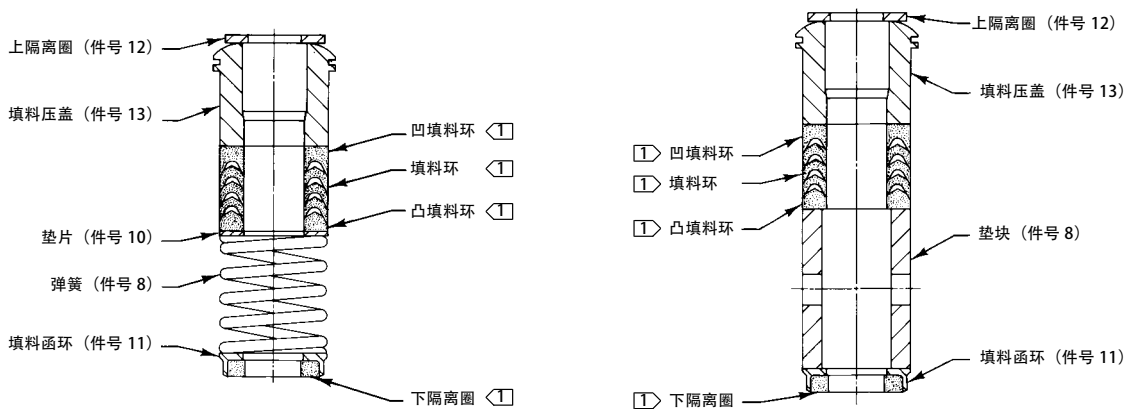 上隔离圈（件号 12）
填料压盖（件号 13）
凹填料环 1
填料环 1
凸填料环 1
垫片（件号 10）
弹簧（件号 8）
填料函环（件号 11）
下隔离圈 1
上隔离圈（件号 12）
填料压盖（件号 13）
1 凹填料环
1 填料环
1 凸填料环
垫块（件号 8）
填料函环（件号 11）
1 下隔离圈